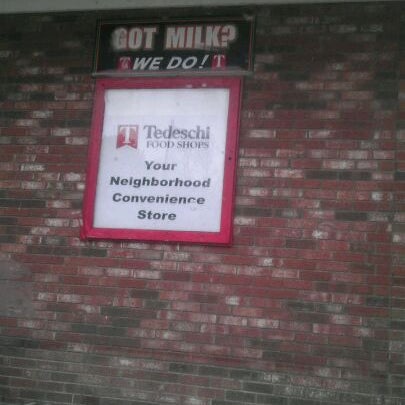 GOT MILK?
T WE DO! T
T Tedeschi
FOOD SHOPS
Your
Neighborhood
Convenience
Store